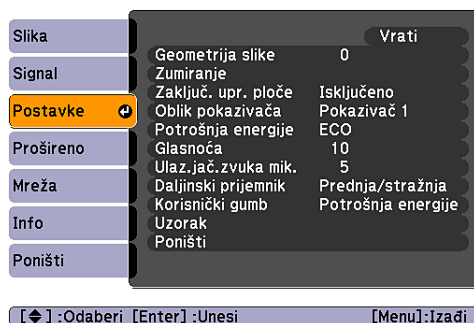 Slika
Signal
Postavke
Prošireno
Mreža
Info
Poništi
Vrati
Geometrija slike 0
Zumiranje
Zaključ. upr. ploče Isključeno
Oblik pokazivača Pokazivač 1
Potrošnja energije ECO
Glasnoća 10
Ulaz.jač.zvuka mik. 5
Daljinski prijemnik Prednja/stražnja
Korisnički gumb Potrošnja energije
Uzorak
Poništi
[◆] :Odaberi [Enter] :Unesi [Menu]:Izađi